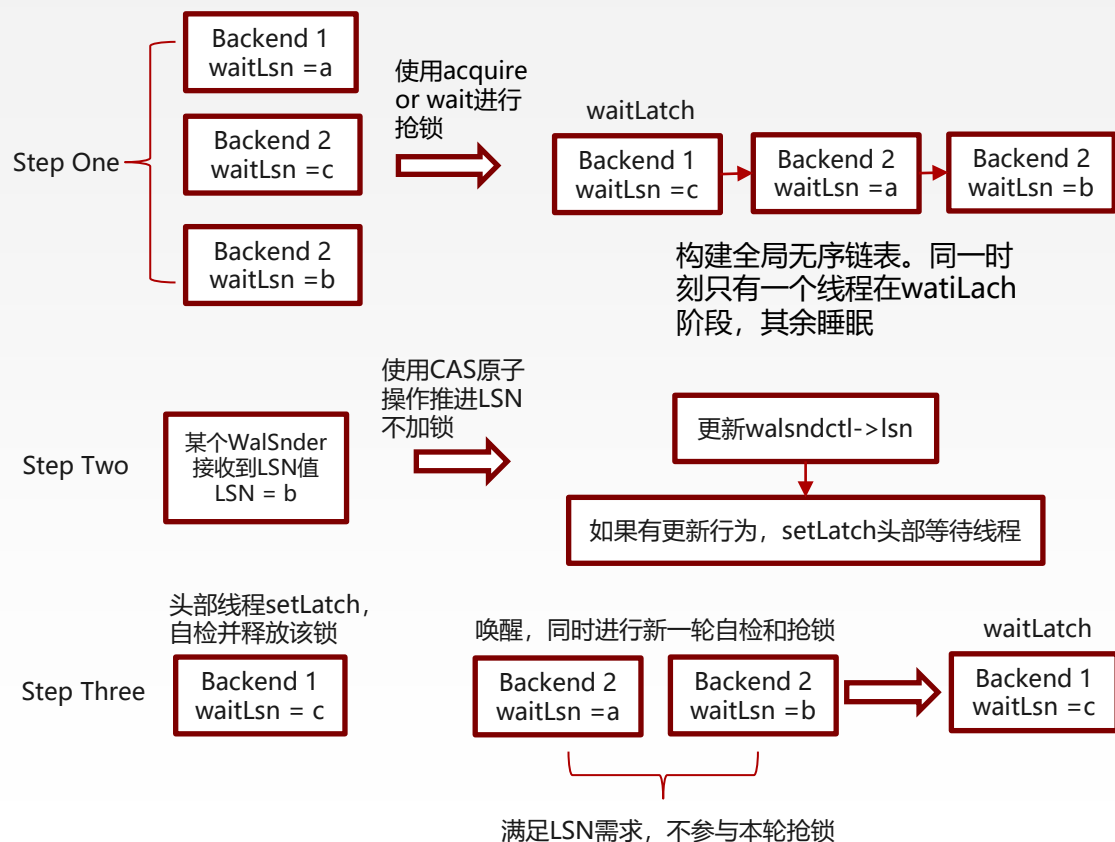 Step One
Backend 1
waitLsn =a
Backend 2
waitLsn =c
Backend 2
waitLsn =b
使用acquire
or wait进行
抢锁
waitLatch
Backend 1
waitLsn =c
Backend 2
waitLsn =a
Backend 2
waitLsn =b
构建全局无序链表。同一时
刻只有一个线程在watiLach
阶段，其余睡眠
Step Two
某个WalSnder
接收到LSN值
LSN = b
使用CAS原子
操作推进LSN
不加锁
更新walsndctl->lsn
如果有更新行为，setLatch头部等待线程
Step Three
头部线程setLatch，
自检并释放该锁
Backend 1
waitLsn = c
唤醒，同时进行新一轮自检和抢锁
Backend 2
waitLsn =a
Backend 2
waitLsn =b
waitLatch
Backend 1
waitLsn =c
满足LSN需求，不参与本轮抢锁